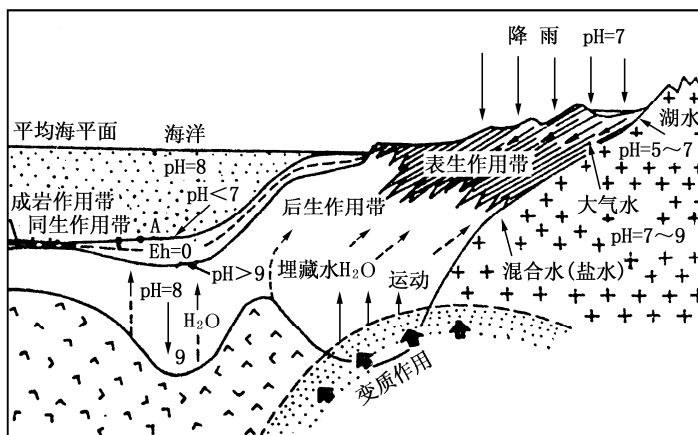 降雨 pH=7
平均海平面 海洋
湖水
pH=8
pH=5～7
表生作用带
成岩作用带
pH<7
大气水
同生作用带 A
后生作用带
pH=7～9
Eh=0
混合水(盐水)
pH>9
埋藏水H₂O
运动
pH=8
H₂O
9
变质作用